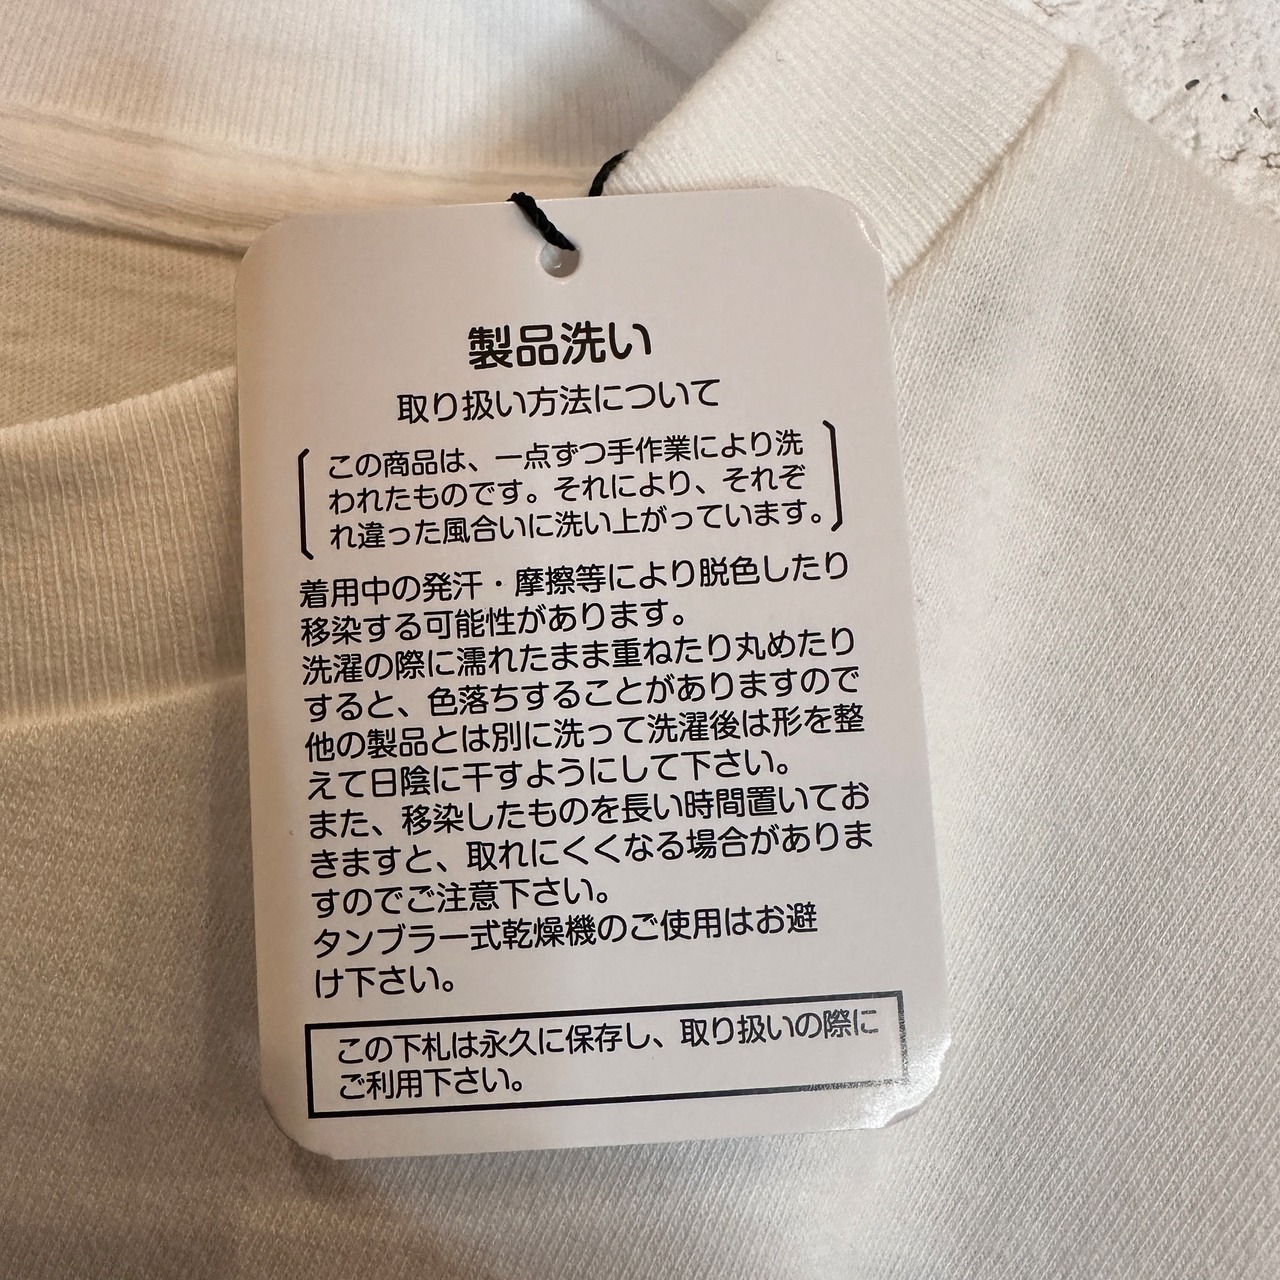 製品洗い
取り扱い方法について
この商品は、一点ずつ手作業により洗
われたものです。それにより、それぞ
れ違った風合いに洗い上がっています。
着用中の発汗・摩擦等により脱色したり
移染する可能性があります。
洗濯の際に濡れたまま重ねたり丸めたり
すると、色落ちすることがありますので
他の製品とは別に洗って洗濯後は形を整
えて日陰に干すようにして下さい。
また、移染したものを長い時間置いてお
きますと、取れにくくなる場合がありま
すのでご注意下さい。
タンブラー式乾燥機のご使用はお避
け下さい。
この下札は永久に保存し、取り扱いの際に
ご利用下さい。